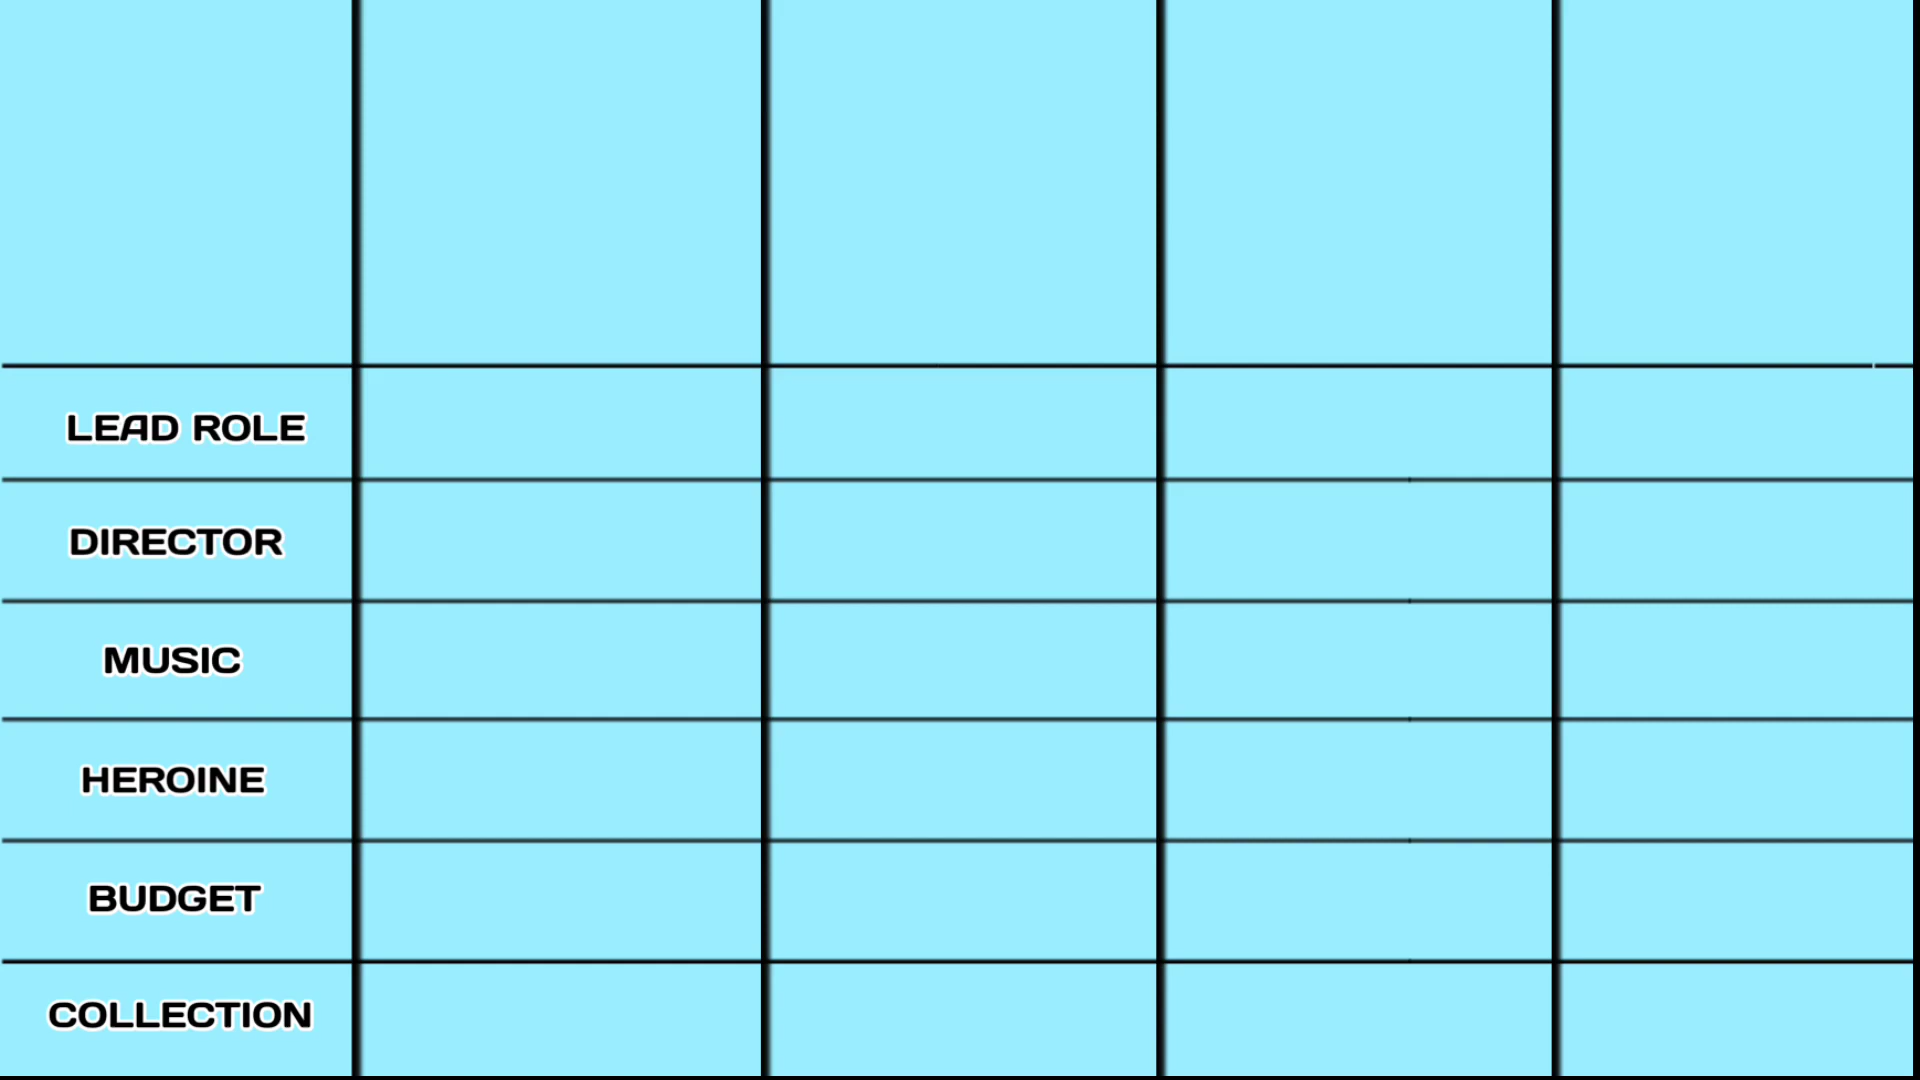 LEAD ROLE
DIRECTOR
MUSIC
HEROINE
BUDGET
COLLECTION